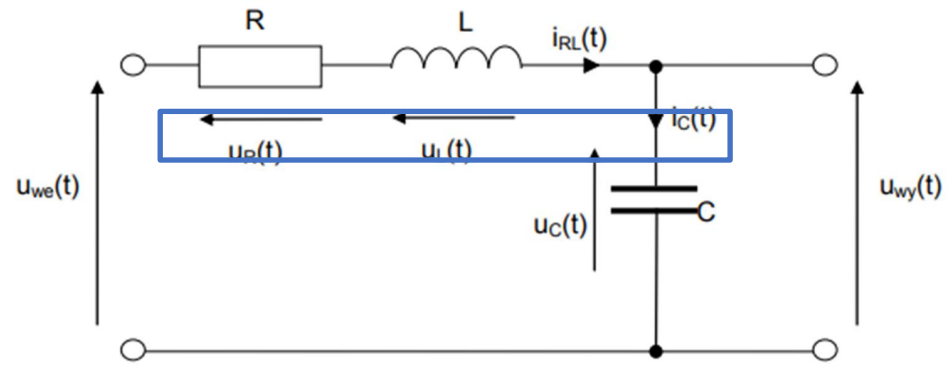 R
L
iRL(t)
iC(t)
uR(t)
uL(t)
uwe(t)
uwy(t)
uC(t)
C